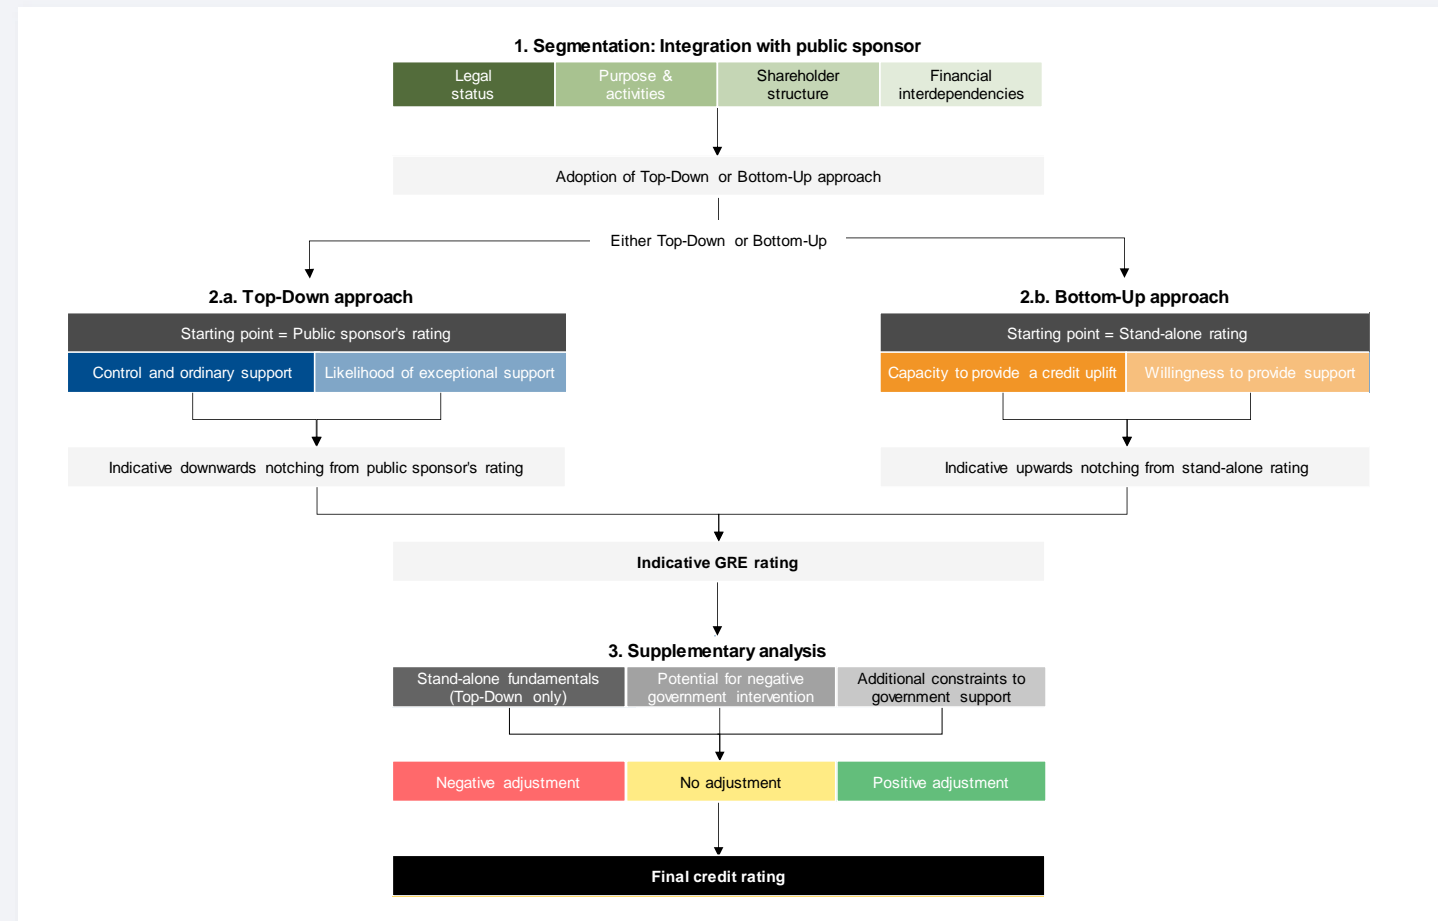 1. Segmentation: Integration with public sponsor
Legal
status
Purpose &
activities
Shareholder
structure
Financial
interdependencies
Adoption of Top-Down or Bottom-Up approach
Either Top-Down or Bottom-Up
2.a. Top-Down approach
Starting point = Public sponsor's rating
Control and ordinary support
Likelihood of exceptional support
Indicative downwards notching from public sponsor's rating
2.b. Bottom-Up approach
Starting point = Stand-alone rating
Capacity to provide a credit uplift
Willingness to provide support
Indicative upwards notching from stand-alone rating
Indicative GRE rating
3. Supplementary analysis
Stand-alone fundamentals
(Top-Down only)
Potential for negative
government intervention
Additional constraints to
government support
Negative adjustment
No adjustment
Positive adjustment
Final credit rating